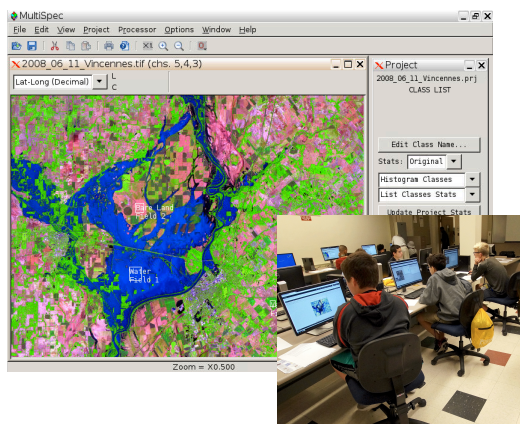 MultiSpec
File Edit View Project Processor Options Window Help
X1
2008_06_11_Vincennes.tif (chs. 5,4,3)
Lat-Long (Decimal)
L
C
Bare Land
Field 2
Water
Field 1
Zoom = X0.500
Project
2008_06_11_Vincennes.prj
CLASS LIST
Edit Class Name...
Stats: Original
Histogram Classes
List Classes Stats
Update Project Stats